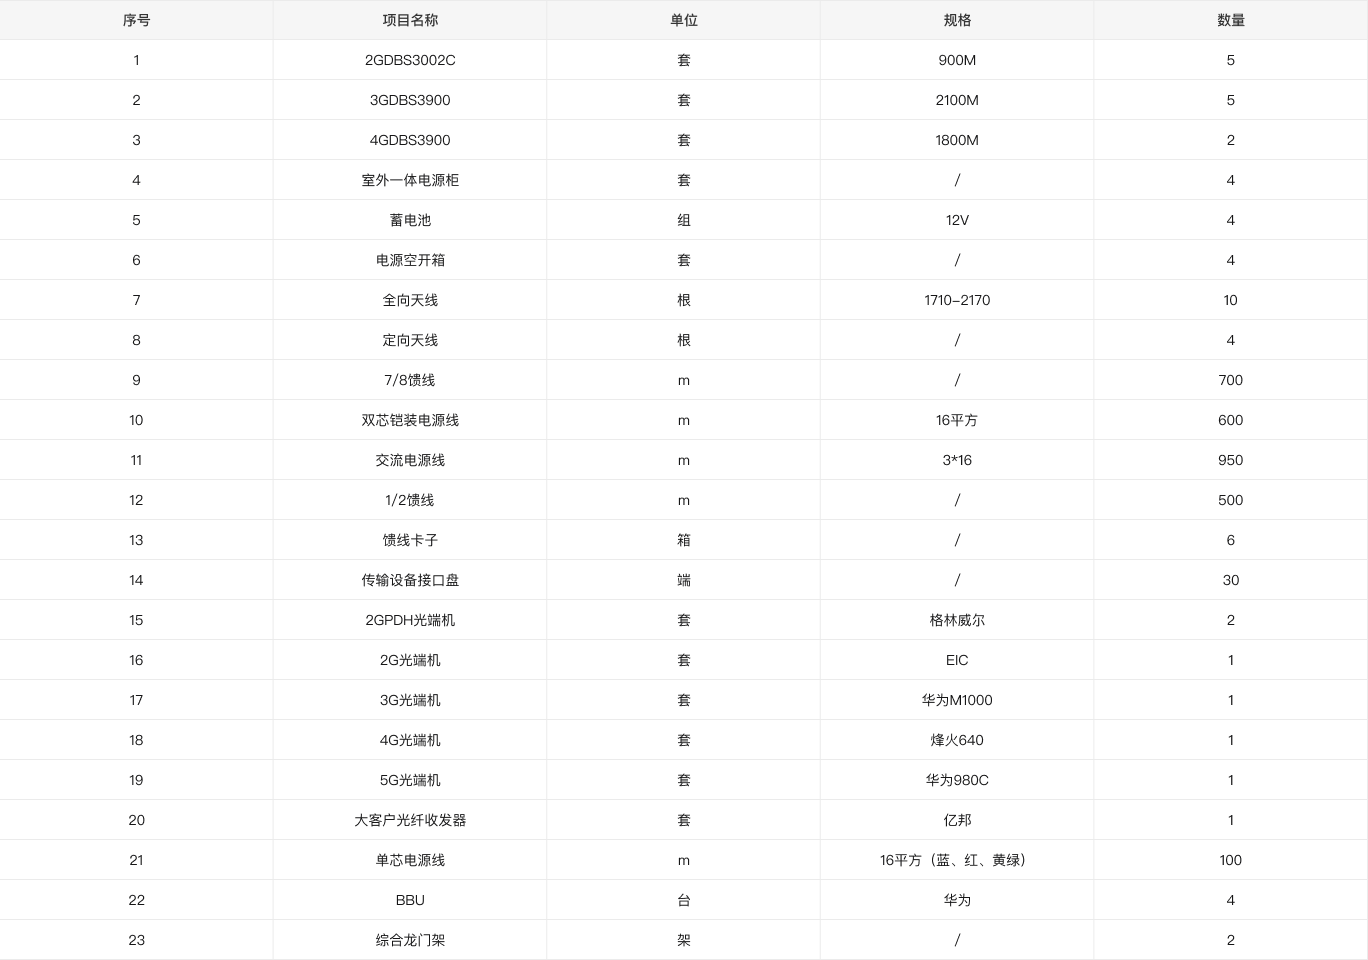 序号 项目名称 单位 规格 数量
1 2GDBS3002C 套 900M 5
2 3GDBS3900 套 2100M 5
3 4GDBS3900 套 1800M 2
4 室外一体电源柜 套 / 4
5 蓄电池 组 12V 4
6 电源空开箱 套 / 4
7 全向天线 根 1710-2170 10
8 定向天线 根 / 4
9 7/8馈线 m / 700
10 双芯铠装电源线 m 16平方 600
11 交流电源线 m 3*16 950
12 1/2馈线 m / 500
13 馈线卡子 箱 / 6
14 传输设备接口盘 端 / 30
15 2GPDH光端机 套 格林威尔 2
16 2G光端机 套 EIC 1
17 3G光端机 套 华为M1000 1
18 4G光端机 套 烽火640 1
19 5G光端机 套 华为980C 1
20 大客户光纤收发器 套 亿邦 1
21 单芯电源线 m 16平方（蓝、红、黄绿） 100
22 BBU 台 华为 4
23 综合龙门架 架 / 2